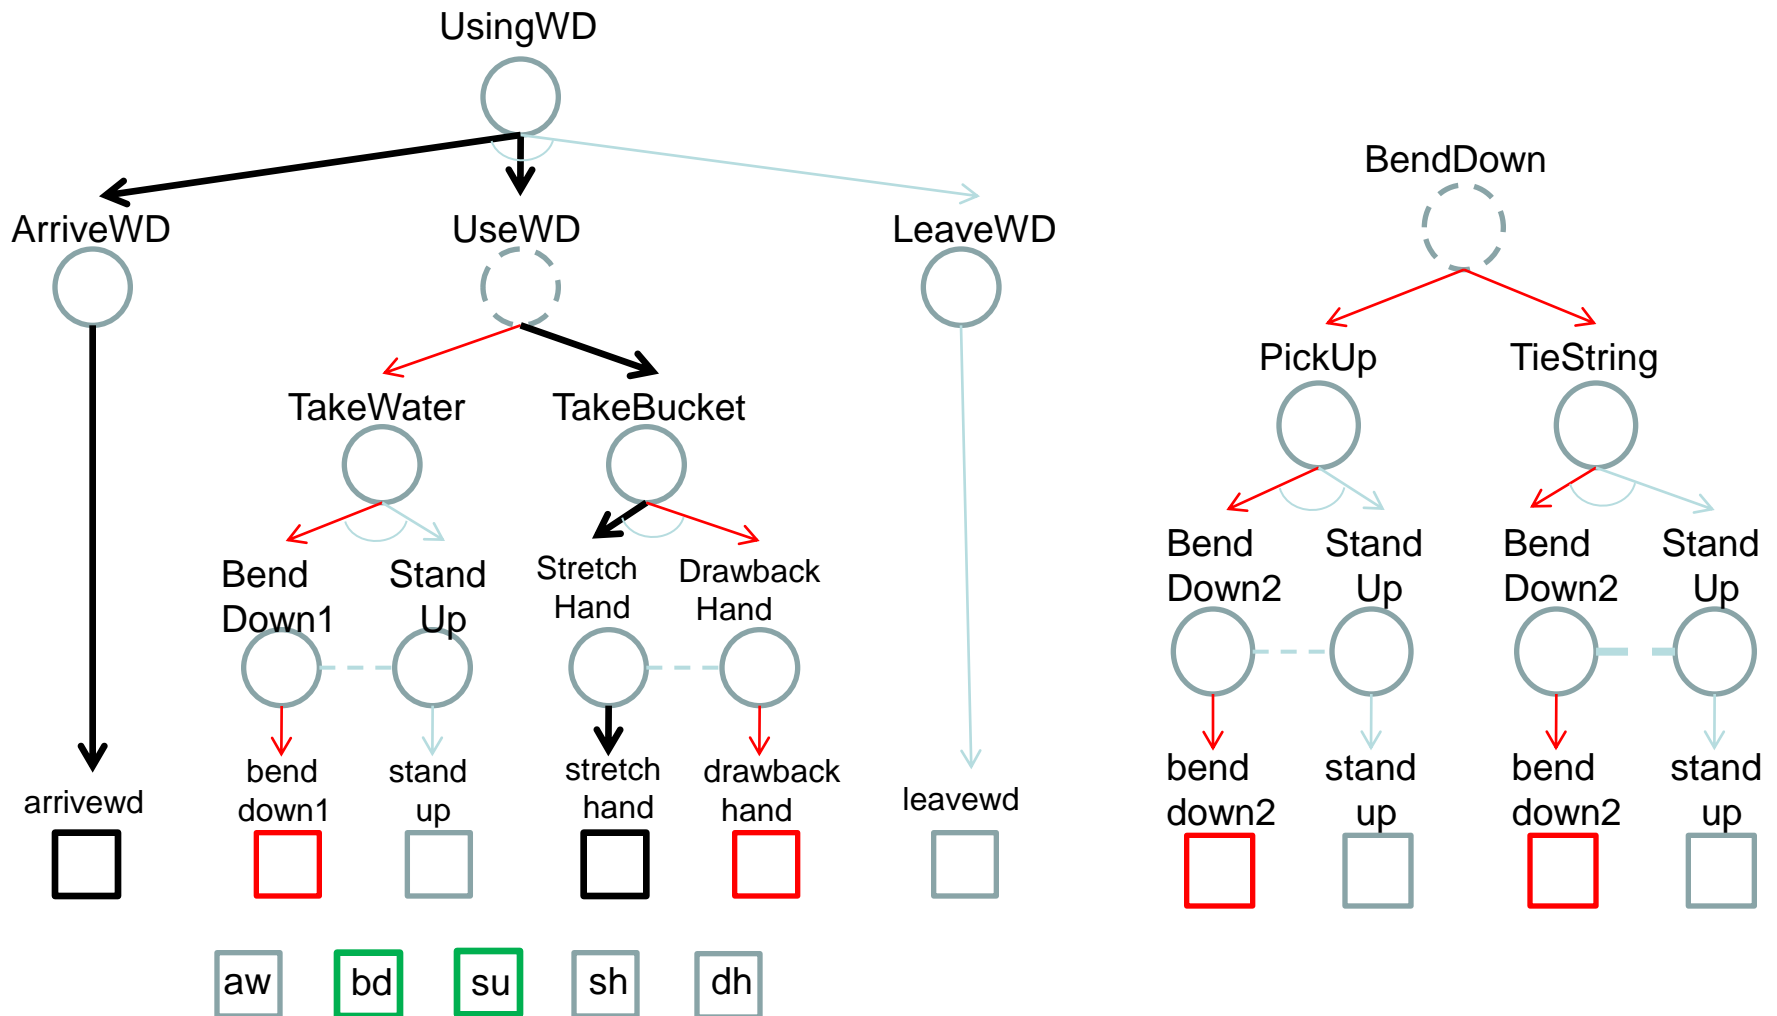 UsingWD
BendDown
ArriveWD
UseWD
LeaveWD
PickUp
TieString
TakeWater
TakeBucket
Bend
Down1
Stand
Up
Stretch
Hand
Drawback
Hand
Bend
Down2
Stand
Up
Bend
Down2
Stand
Up
arrivewd
bend
down1
stand
up
stretch
hand
drawback
hand
leavewd
bend
down2
stand
up
bend
down2
stand
up
aw
bd
su
sh
dh